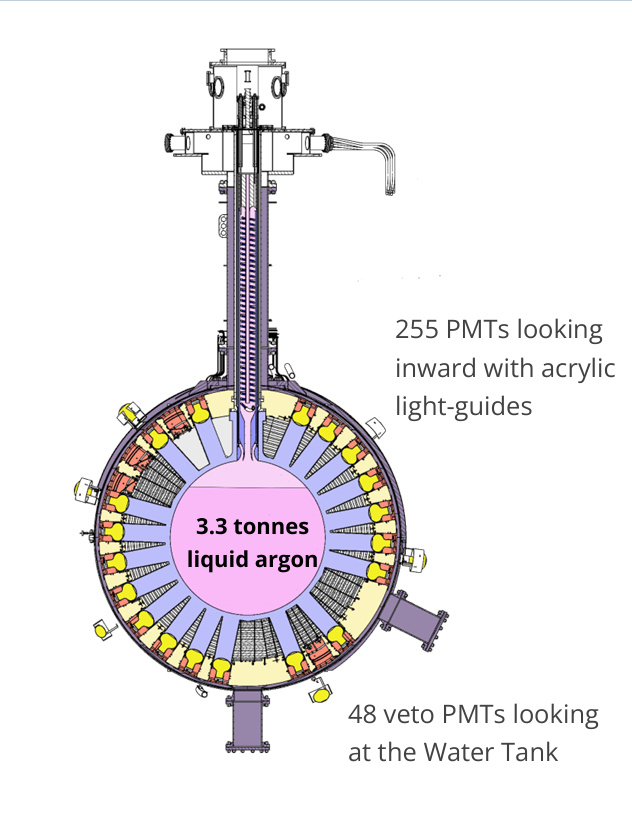 255 PMTs looking
inward with acrylic
light-guides
3.3 tonnes
liquid argon
48 veto PMTs looking
at the Water Tank